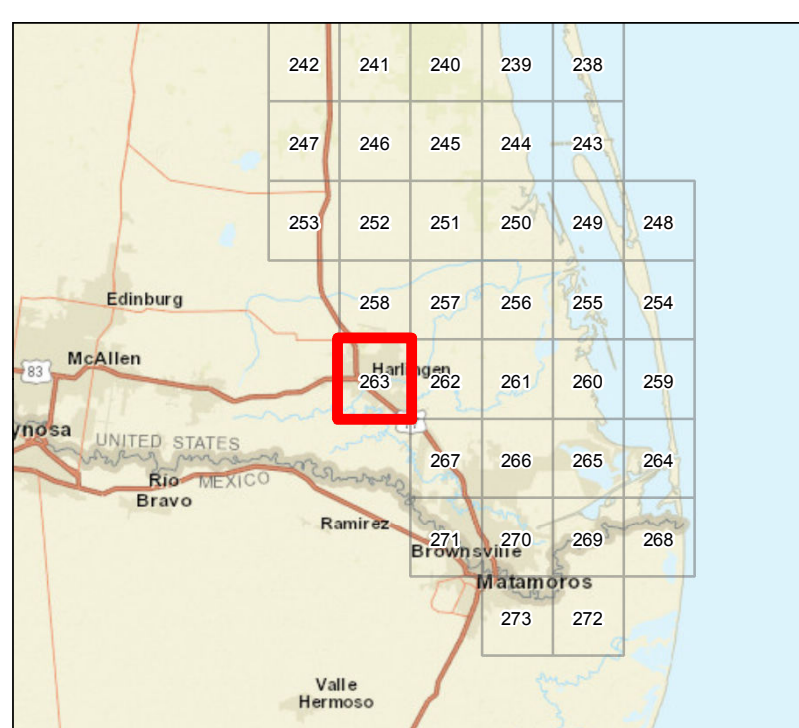 242 241 240 239 238
247 246 245 244 243
253 252 251 250 249 248
Edinburg
258 257 256 255 254
McAllen
83
Harlingen
263 262 261 260 259
ynosa
UNITED STATES
267 266 265 264
Rio
Bravo
MEXICO
Ramirez
271 270 269 268
Brownsville
Matamoros
273 272
Valle
Hermoso